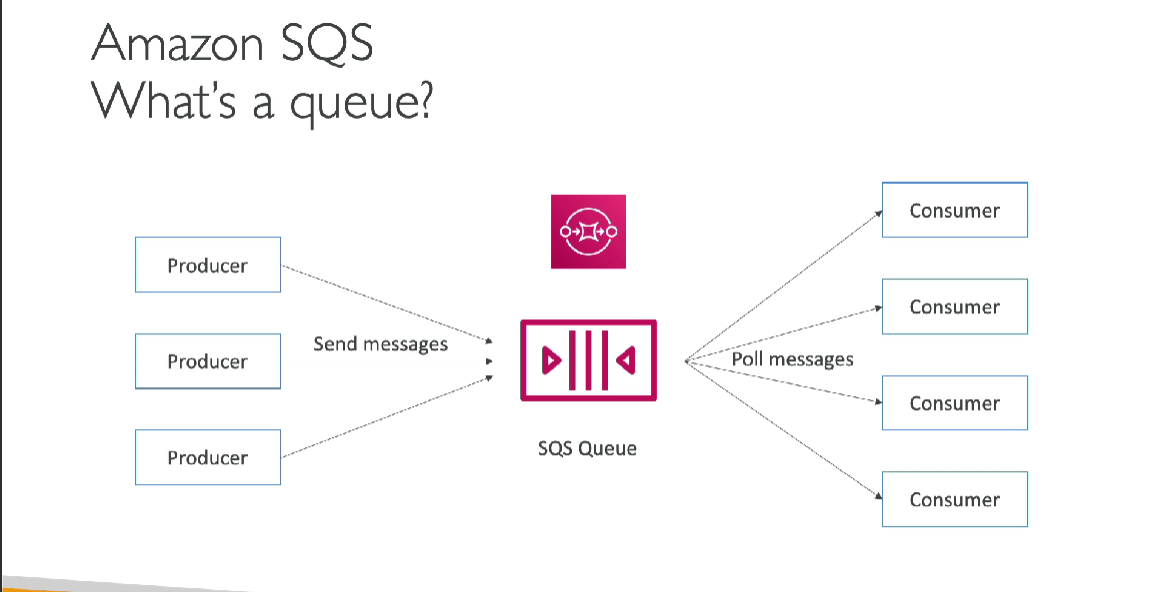 Amazon SQS
What's a queue?
Producer
Producer
Producer
Send messages
SQS Queue
Poll messages
Consumer
Consumer
Consumer
Consumer